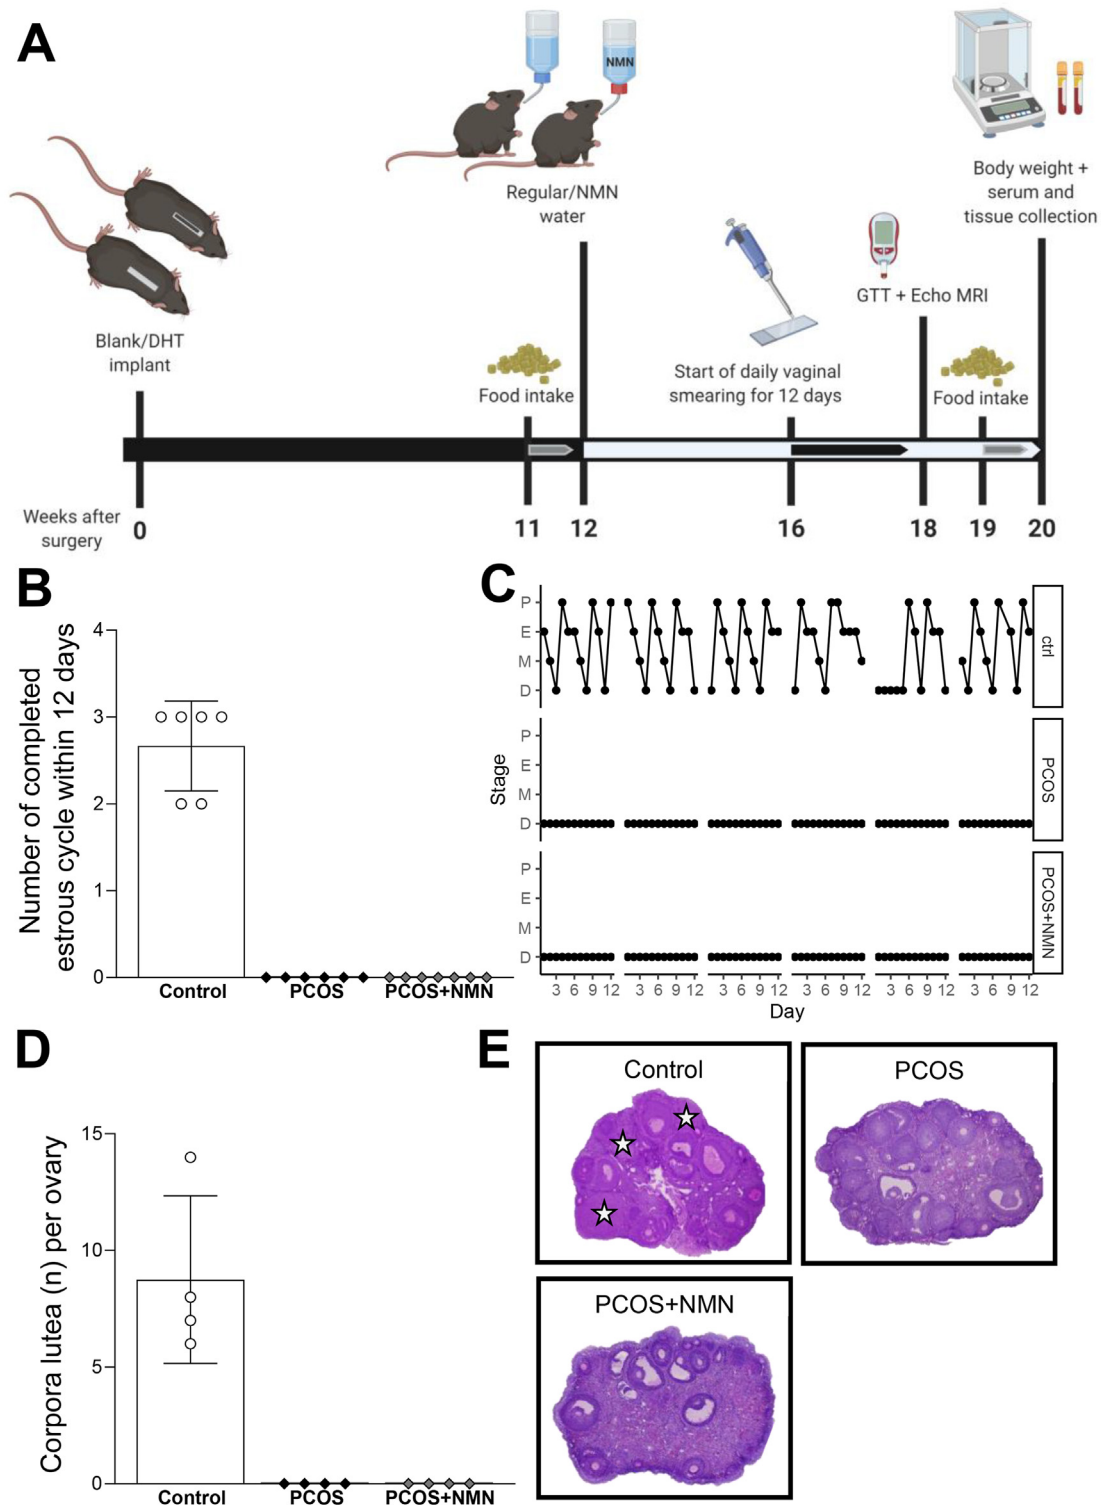 A
NMN
Regular/NMN
water
Body weight +
serum and
tissue collection
Blank/DHT
implant
Food intake
Start of daily vaginal
smearing for 12 days
GTT + Echo MRI
Food intake
Weeks after
surgery
0
11
12
16
18
19
20
B
Number of completed
estrous cycle within 12 days
4
3
2
1
0
Control
PCOS
PCOS+NMN
C
Stage
P
E
M
D
ctrl
P
E
M
D
PCOS
P
E
M
D
PCOS+NMN
3 6 9 12 3 6 9 12 3 6 9 12 3 6 9 12 3 6 9 12 3 6 9 12
Day
D
Corpora lutea (n) per ovary
15
10
5
0
Control
PCOS
PCOS+NMN
E
Control
PCOS
PCOS+NMN